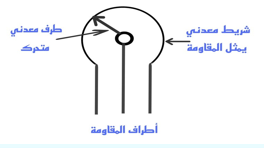 طرف معدني
متحرك
شريط معدني
يمثل المقاومة
أطراف المقاومة